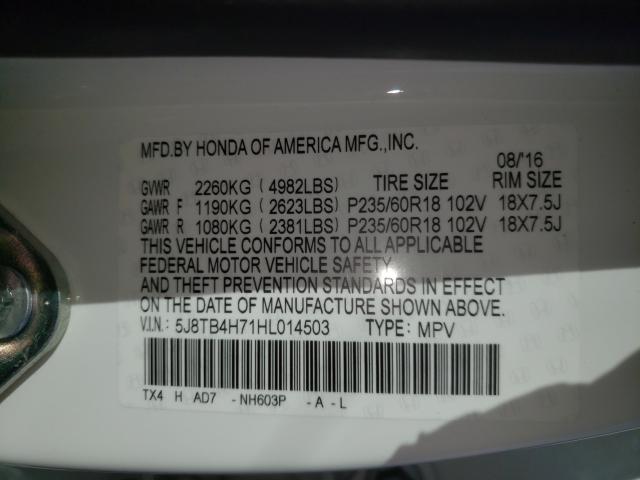 MFD.BY HONDA OF AMERICA MFG.,INC.
08/'16
GVWR 2260KG ( 4982LBS) TIRE SIZE RIM SIZE
GAWR F 1190KG ( 2623LBS) P235/60R18 102V 18X7.5J
GAWR R 1080KG ( 2381LBS) P235/60R18 102V 18X7.5J
THIS VEHICLE CONFORMS TO ALL APPLICABLE
FEDERAL MOTOR VEHICLE SAFETY
AND THEFT PREVENTION STANDARDS IN EFFECT
ON THE DATE OF MANUFACTURE SHOWN ABOVE.
V.I.N.: 5J8TB4H71HL014503 TYPE: MPV
TX4 H AD7 - NH603P - A - L